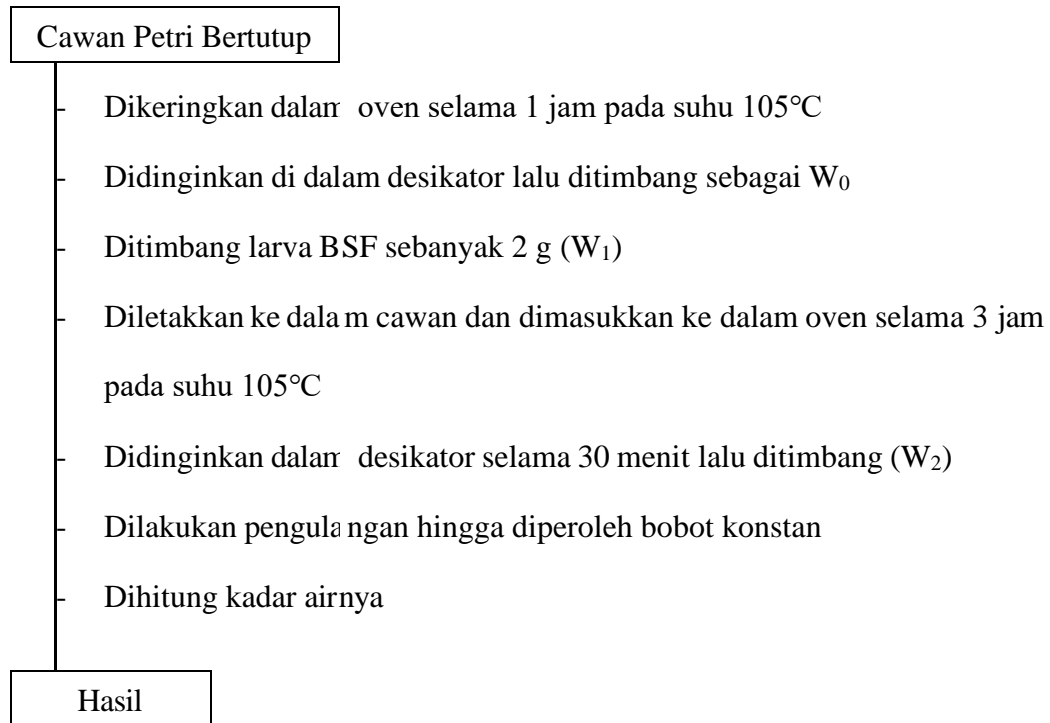 Cawan Petri Bertutup
- Dikeringkan dalam oven selama 1 jam pada suhu 105°C
- Didinginkan di dalam desikator lalu ditimbang sebagai W₀
- Ditimbang larva BSF sebanyak 2 g (W₁)
- Diletakkan ke dalam cawan dan dimasukkan ke dalam oven selama 3 jam
pada suhu 105°C
- Didinginkan dalam desikator selama 30 menit lalu ditimbang (W₂)
- Dilakukan pengulangan hingga diperoleh bobot konstan
- Dihitung kadar airnya
Hasil